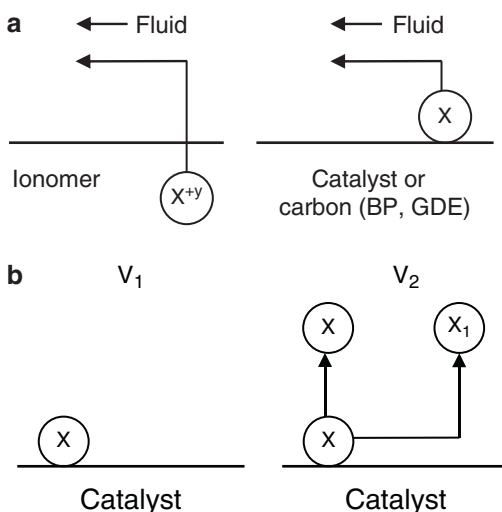 a
Fluid
Ionomer
X+y
Fluid
X
Catalyst or
carbon (BP, GDE)
b
V1
X
Catalyst
V2
X
X1
X
Catalyst